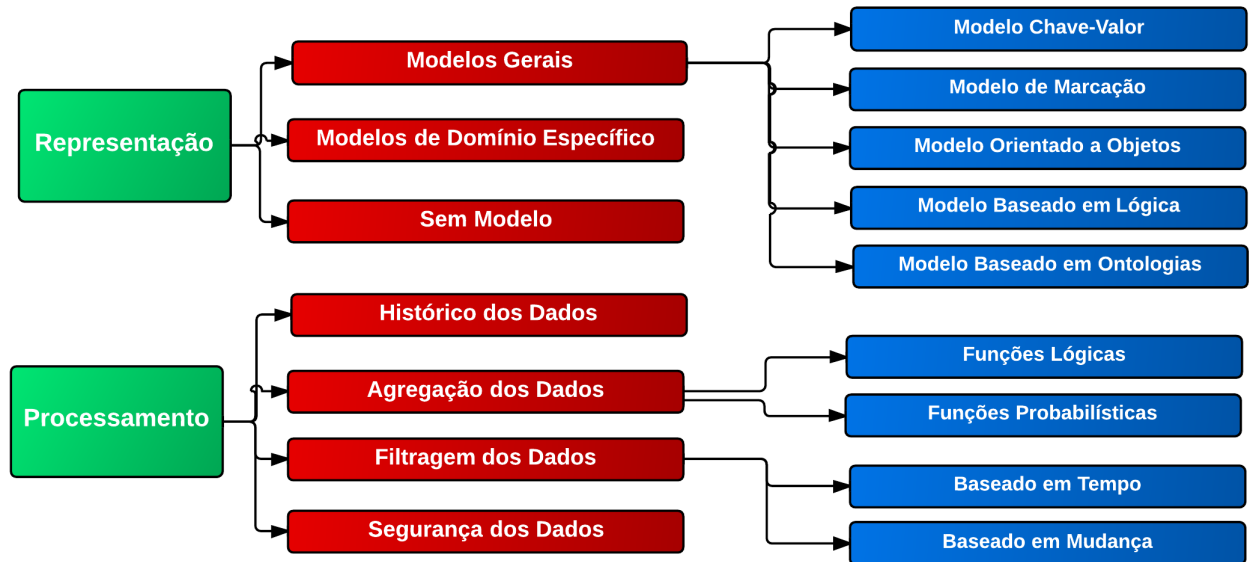 Representação
Modelos Gerais
Modelos de Domínio Específico
Sem Modelo
Modelo Chave-Valor
Modelo de Marcação
Modelo Orientado a Objetos
Modelo Baseado em Lógica
Modelo Baseado em Ontologias
Processamento
Histórico dos Dados
Agregação dos Dados
Filtragem dos Dados
Segurança dos Dados
Funções Lógicas
Funções Probabilísticas
Baseado em Tempo
Baseado em Mudança